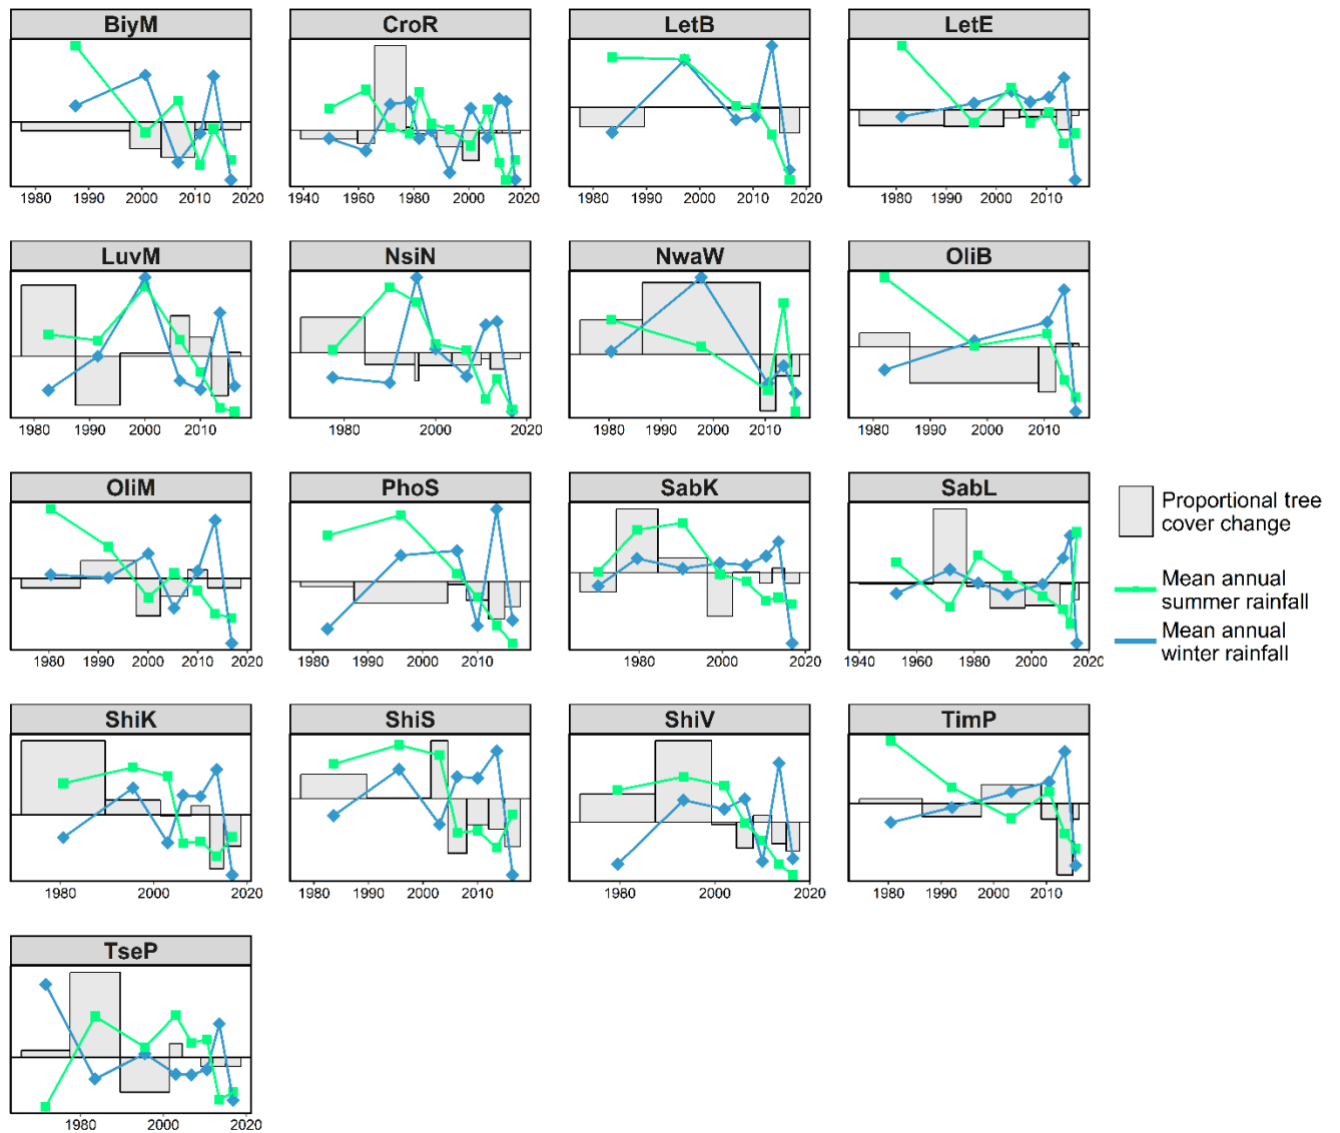 BiyM CroR LetB LetE
1980 1990 2000 2010 2020 1940 1960 1980 2000 2020 1980 1990 2000 2010 2020 1980 1990 2000 2010
LuvM NsiN NwaW OliB
1980 1990 2000 2010 1980 2000 2020 1980 1990 2000 2010 1980 1990 2000 2010
OliM PhoS SabK SabL
Proportional tree
cover change
Mean annual
summer rainfall
Mean annual
winter rainfall
1980 1990 2000 2010 1980 1990 2000 2010 1980 2000 2020 1940 1960 1980 2000 2020
ShiK ShiS ShiV TimP
1980 2000 2020 1980 1990 2000 2010 1980 2000 2020 1980 1990 2000 2010
TseP
1980 2000 2020